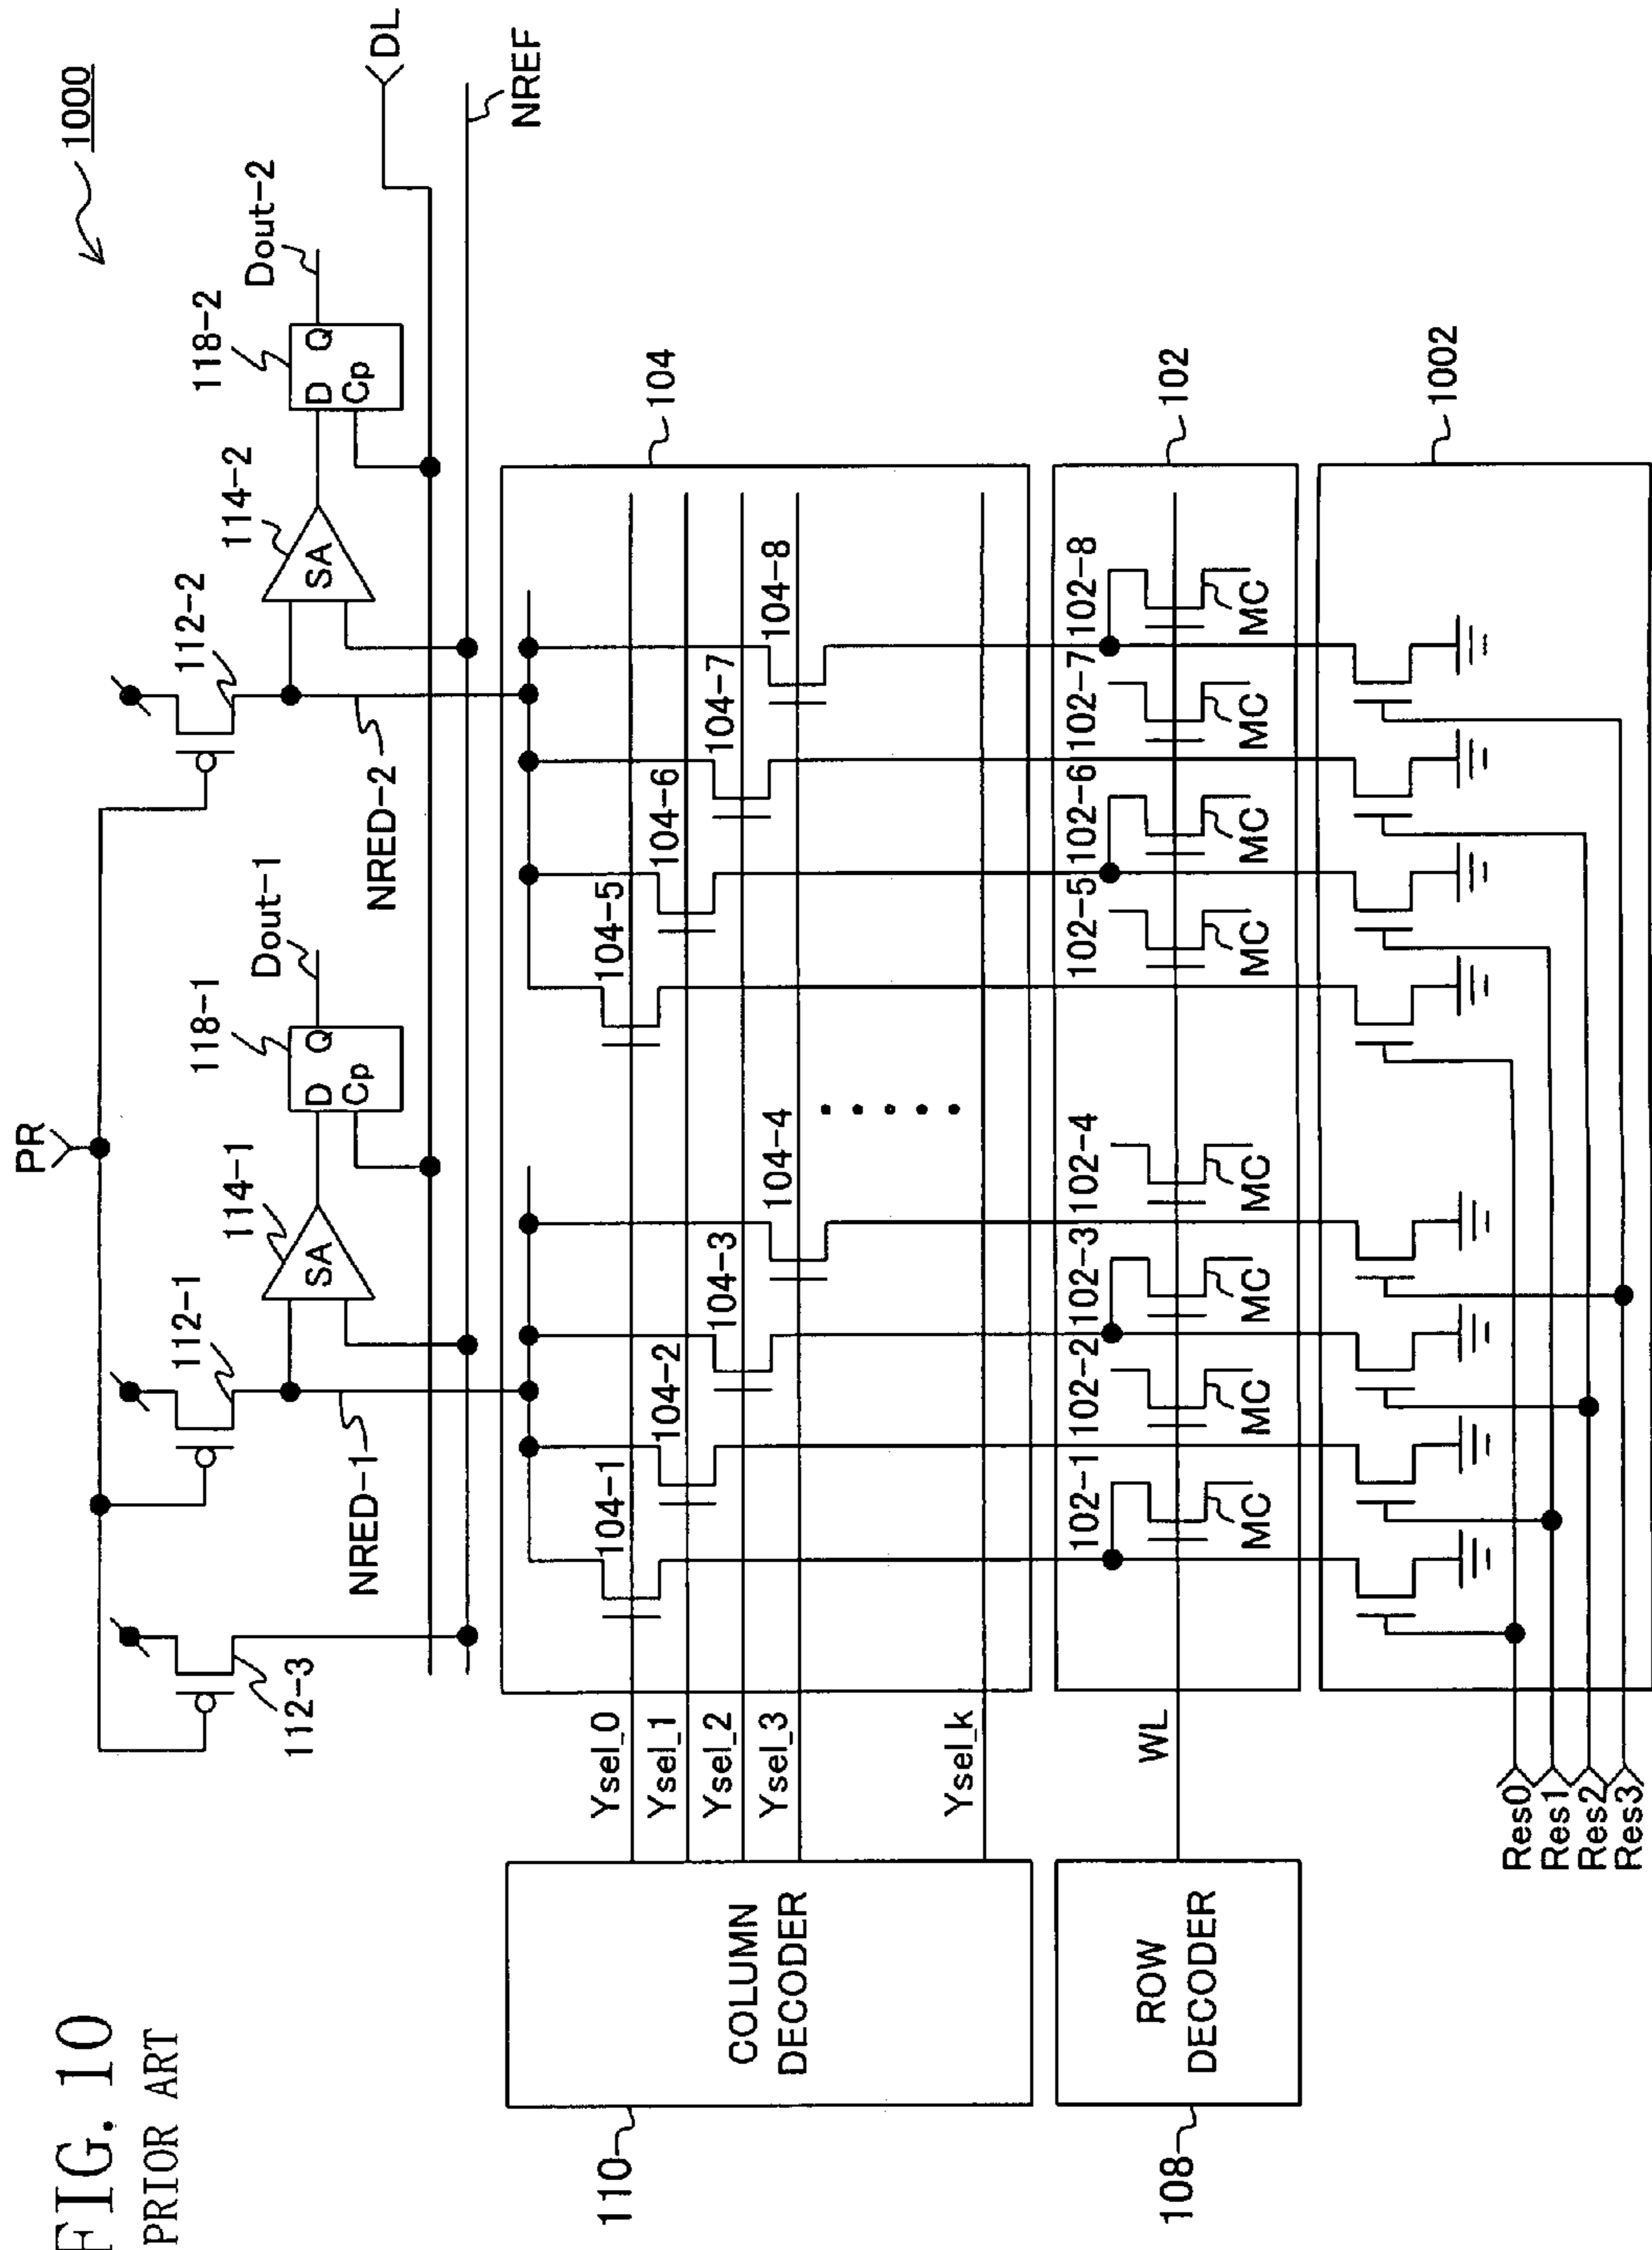 FIG. 10
PRIOR ART
1000
PR
DL
NREF
112-3
112-1
114-1
SA
118-1
D Q
Cp
Dout-1
NRED-1
112-2
114-2
SA
118-2
D Q
Cp
Dout-2
NRED-2
110
COLUMN
DECODER
Ysel_0
Ysel_1
Ysel_2
Ysel_3
Ysel_k
104-1
104-2
104-3
104-4
104-5
104-6
104-7
104-8
104
108
ROW
DECODER
WL
102-1
102-2
102-3
102-4
102-5
102-6
102-7
102-8
MC
MC
MC
MC
MC
MC
MC
MC
102
1002
Res0
Res1
Res2
Res3